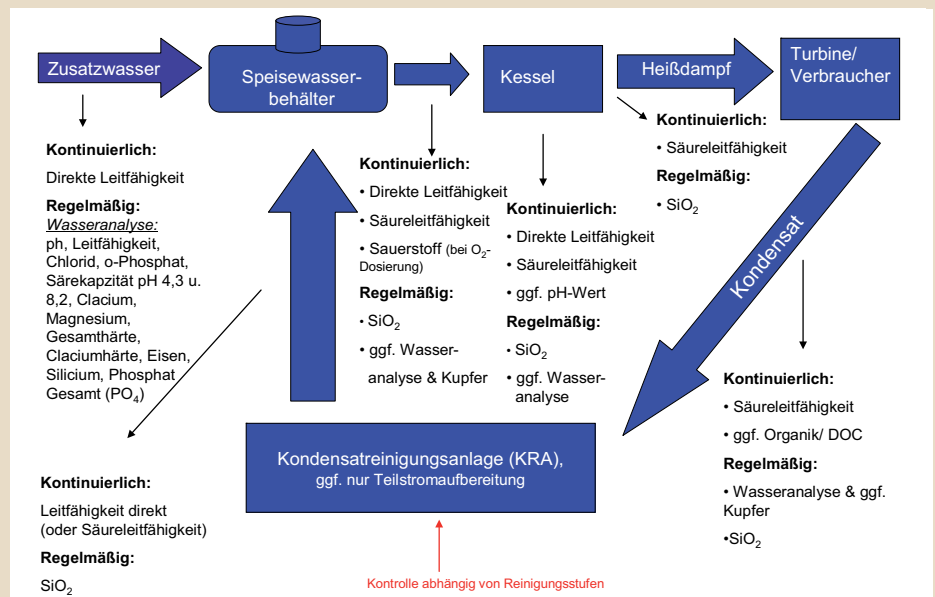 Zusatzwasser
Speisewasser-
behälter
Kessel
Heißdampf
Turbine/
Verbraucher
Kontinuierlich:
Direkte Leitfähigkeit
Regelmäßig:
Wasseranalyse:
ph, Leitfähigkeit,
Chlorid, o-Phosphat,
Särekapzität pH 4,3 u.
8,2, Clacium,
Magnesium,
Gesamthärte,
Claciumhärte, Eisen,
Silicium, Phosphat
Gesamt (PO₄)
Kontinuierlich:
• Direkte Leitfähigkeit
• Säureleitfähigkeit
• Sauerstoff (bei O₂-
Dosierung)
Regelmäßig:
• SiO₂
• ggf. Wasser-
analyse & Kupfer
Kontinuierlich:
• Direkte Leitfähigkeit
• Säureleitfähigkeit
• ggf. pH-Wert
Regelmäßig:
• SiO₂
• ggf. Wasser-
analyse
Kontinuierlich:
• Säureleitfähigkeit
Regelmäßig:
• SiO₂
Kondensat
Kontinuierlich:
• Säureleitfähigkeit
• ggf. Organik/ DOC
Regelmäßig:
• Wasseranalyse & ggf.
Kupfer
•SiO₂
Kondensatreinigungsanlage (KRA),
ggf. nur Teilstromaufbereitung
Kontinuierlich:
Leitfähigkeit direkt
(oder Säureleitfähigkeit)
Regelmäßig:
SiO₂
Kontrolle abhängig von Reinigungsstufen